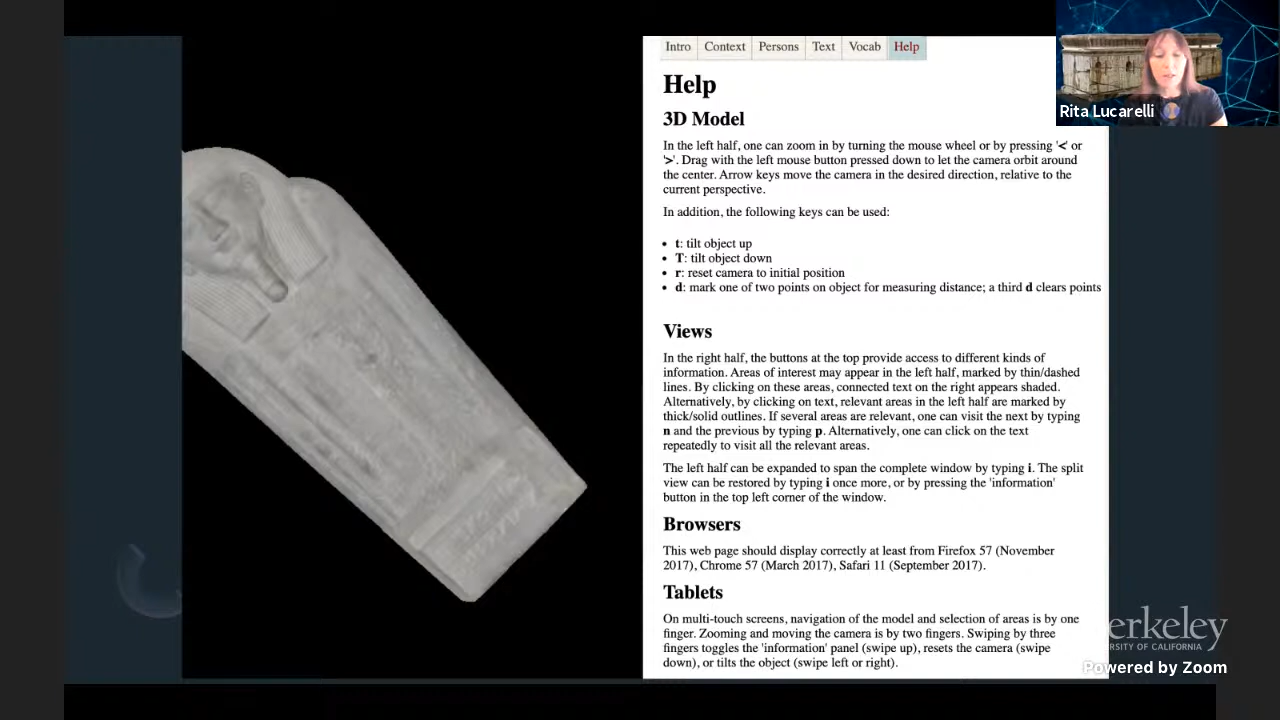 Intro Context Persons Text Vocab Help
Help
3D Model
In the left half, one can zoom in by turning the mouse wheel or by pressing '<' or
'>'. Drag with the left mouse button pressed down to let the camera orbit around
the center. Arrow keys move the camera in the desired direction, relative to the
current perspective.
In addition, the following keys can be used:
• t: tilt object up
• T: tilt object down
• r: reset camera to initial position
• d: mark one of two points on object for measuring distance; a third d clears points
Views
In the right half, the buttons at the top provide access to different kinds of
information. Areas of interest may appear in the left half, marked by thin/dashed
lines. By clicking on these areas, connected text on the right appears shaded.
Alternatively, by clicking on text, relevant areas in the left half are marked by
thick/solid outlines. If several areas are relevant, one can visit the next by typing
n and the previous by typing p. Alternatively, one can click on the text
repeatedly to visit all the relevant areas.
The left half can be expanded to span the complete window by typing i. The split
view can be restored by typing i once more, or by pressing the 'information'
button in the top left corner of the window.
Browsers
This web page should display correctly at least from Firefox 57 (November
2017), Chrome 57 (March 2017), Safari 11 (September 2017).
Tablets
On multi-touch screens, navigation of the model and selection of areas is by one
finger. Zooming and moving the camera is by two fingers. Swiping by three
fingers toggles the 'information' panel (swipe up), resets the camera (swipe
down), or tilts the object (swipe left or right).
Rita Lucarelli
erkeley
RSITY OF CALIFORNIA
Powered by Zoom